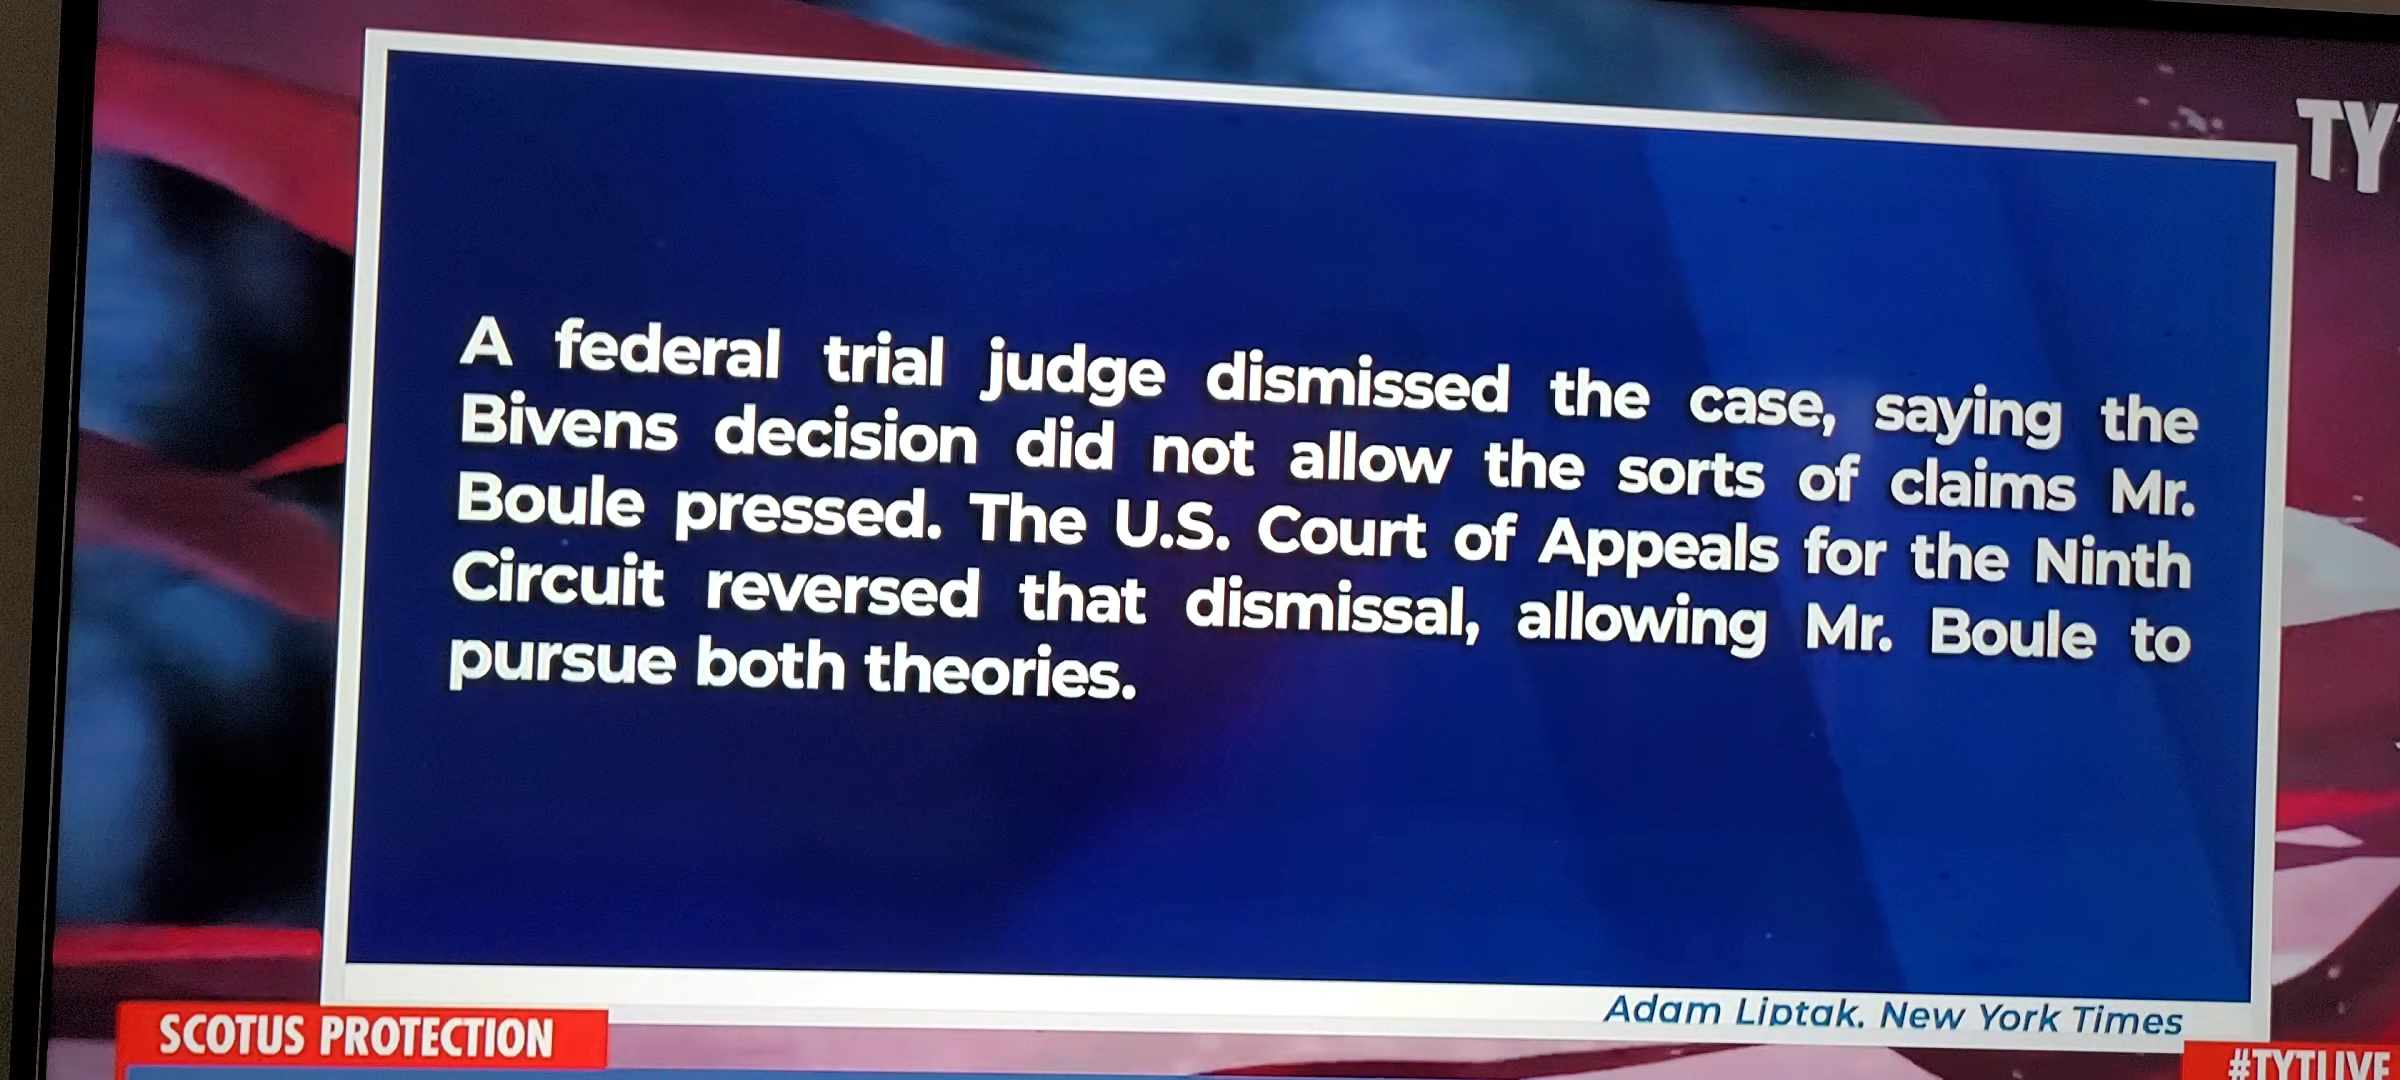 TY
A federal trial judge dismissed the case, saying the
Bivens decision did not allow the sorts of claims Mr.
Boule pressed. The U.S. Court of Appeals for the Ninth
Circuit reversed that dismissal, allowing Mr. Boule to
pursue both theories.
Adam Liptak. New York Times
SCOTUS PROTECTION
#TYTLIVE